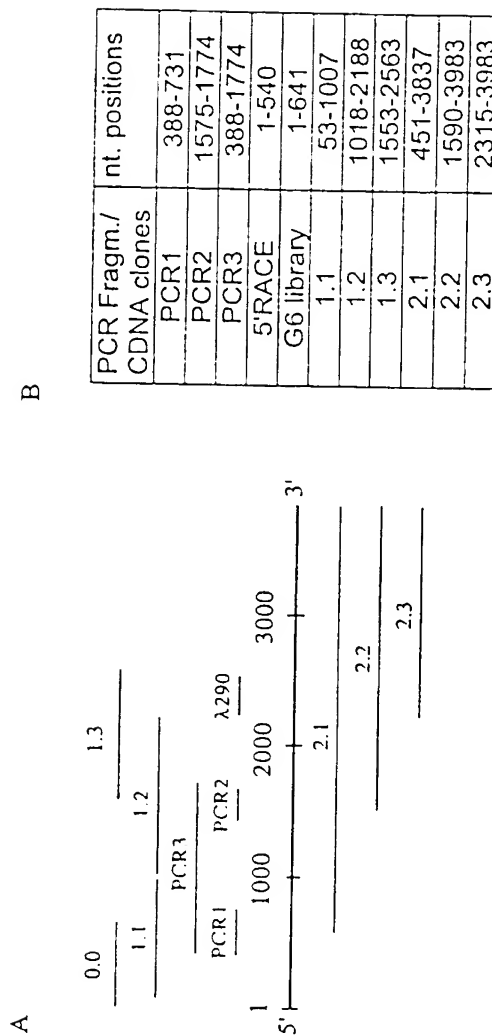 A
0.0
1.3
1.1
1.2
PCR3
PCR1
PCR2
λ290
1
1000
2000
3000
5'
3'
2.1
2.2
2.3
B
PCR Fragm./ CDNA clones
nt. positions
PCR1 388-731
PCR2 1575-1774
PCR3 388-1774
5'RACE 1-540
G6 library 1-641
1.1 53-1007
1.2 1018-2188
1.3 1553-2563
2.1 451-3837
2.2 1590-3983
2.3 2315-3983